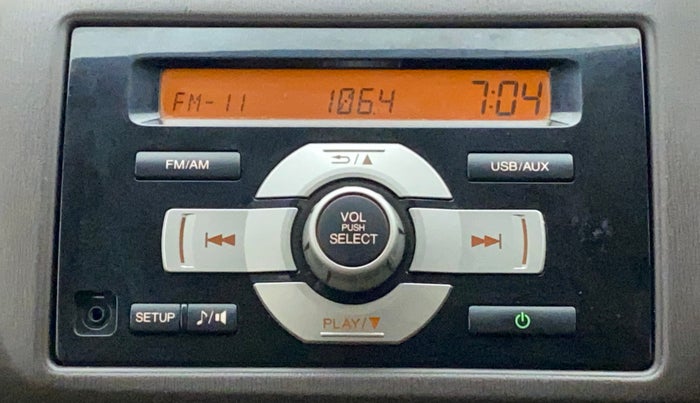 FM-11 106.4 7:04
FM/AM
USB/AUX
VOL
PUSH
SELECT
SETUP
PLAY/▼